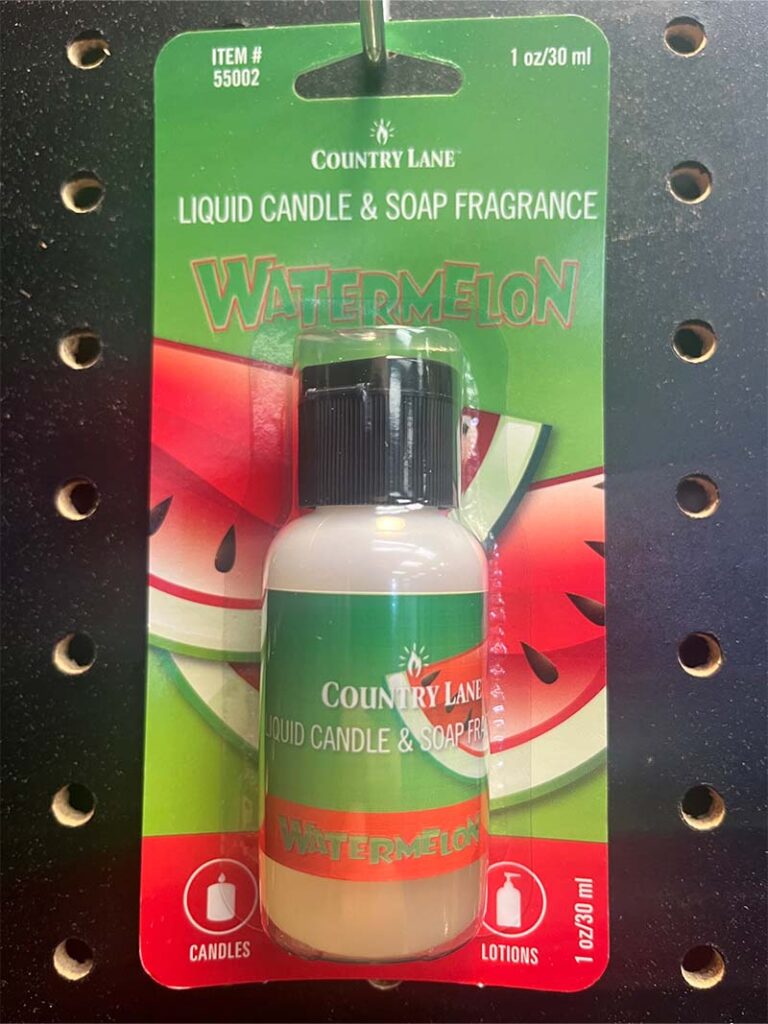 ITEM #
55002
1 oz/30 ml
COUNTRY LANE
LIQUID CANDLE & SOAP FRAGRANCE
WATERMELON
COUNTRY LANE
LIQUID CANDLE & SOAP FRA
WATERMELON
CANDLES
LOTIONS
1 oz/30 ml